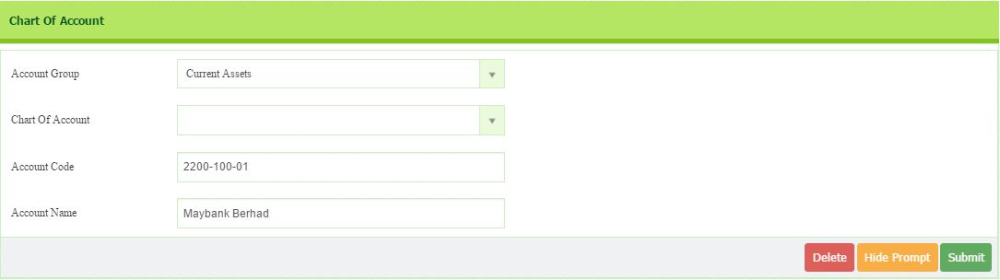 Chart Of Account
Account Group
Current Assets
Chart Of Account
Account Code
2200-100-01
Account Name
Maybank Berhad
Delete
Hide Prompt
Submit